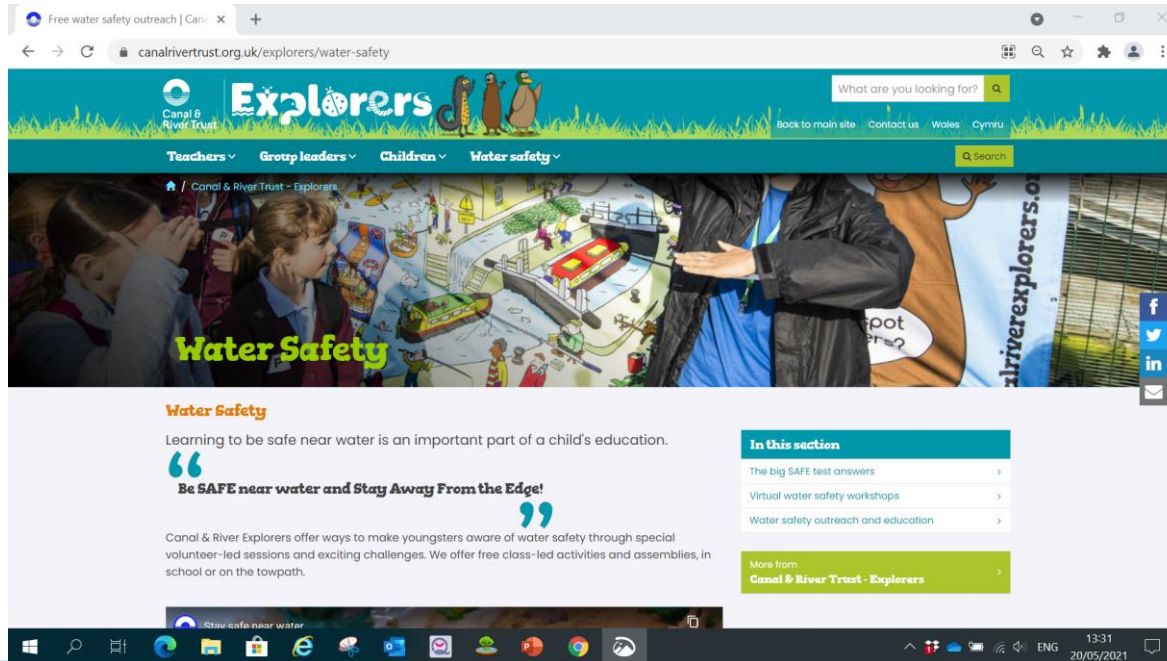 Free water safety outreach | Cana
canalrivertrust.org.uk/explorers/water-safety
Canal &
River Trust
Explorers
What are you looking for?
Back to main site Contact us Wales Cymru
Teachers Group leaders Children Water safety
Search
/ Canal & River Trust - Explorers
Water Safety
Water Safety
Learning to be safe near water is an important part of a child's education.
“
Be SAFE near water and Stay Away From the Edge!
”
Canal & River Explorers offer ways to make youngsters aware of water safety through special
volunteer-led sessions and exciting challenges. We offer free class-led activities and assemblies, in
school or on the towpath.
In this section
The big SAFE test answers
Virtual water safety workshops
Water safety outreach and education
More from
Canal & River Trust - Explorers
Stay safe near water
ENG
13:31
20/05/2021